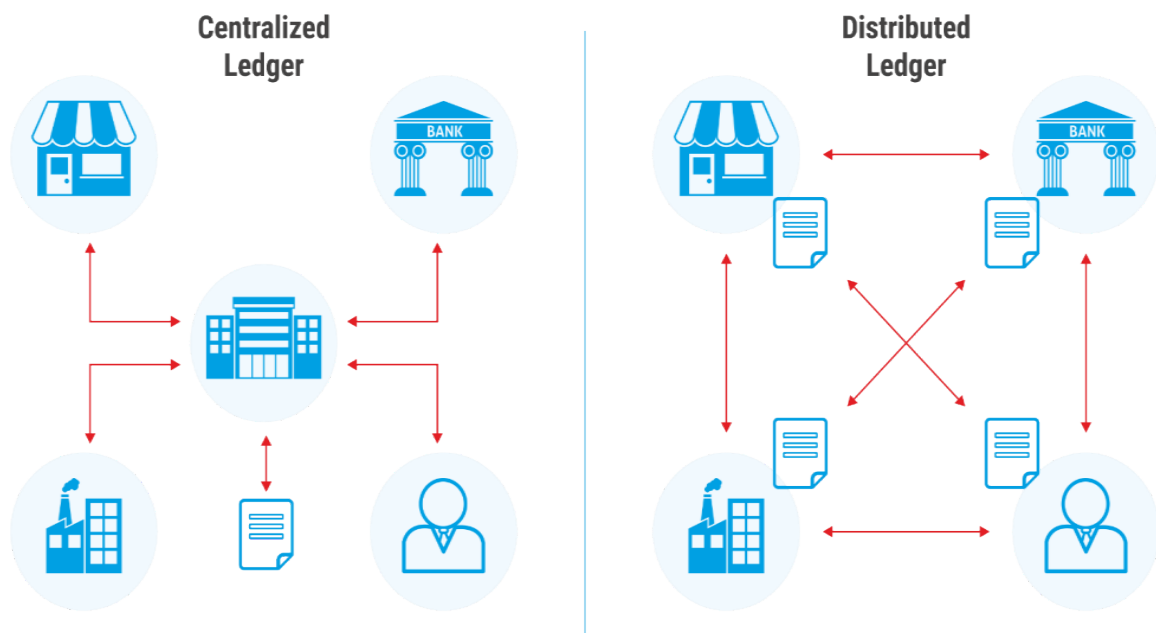 Centralized
Ledger
BANK
Distributed
Ledger
BANK